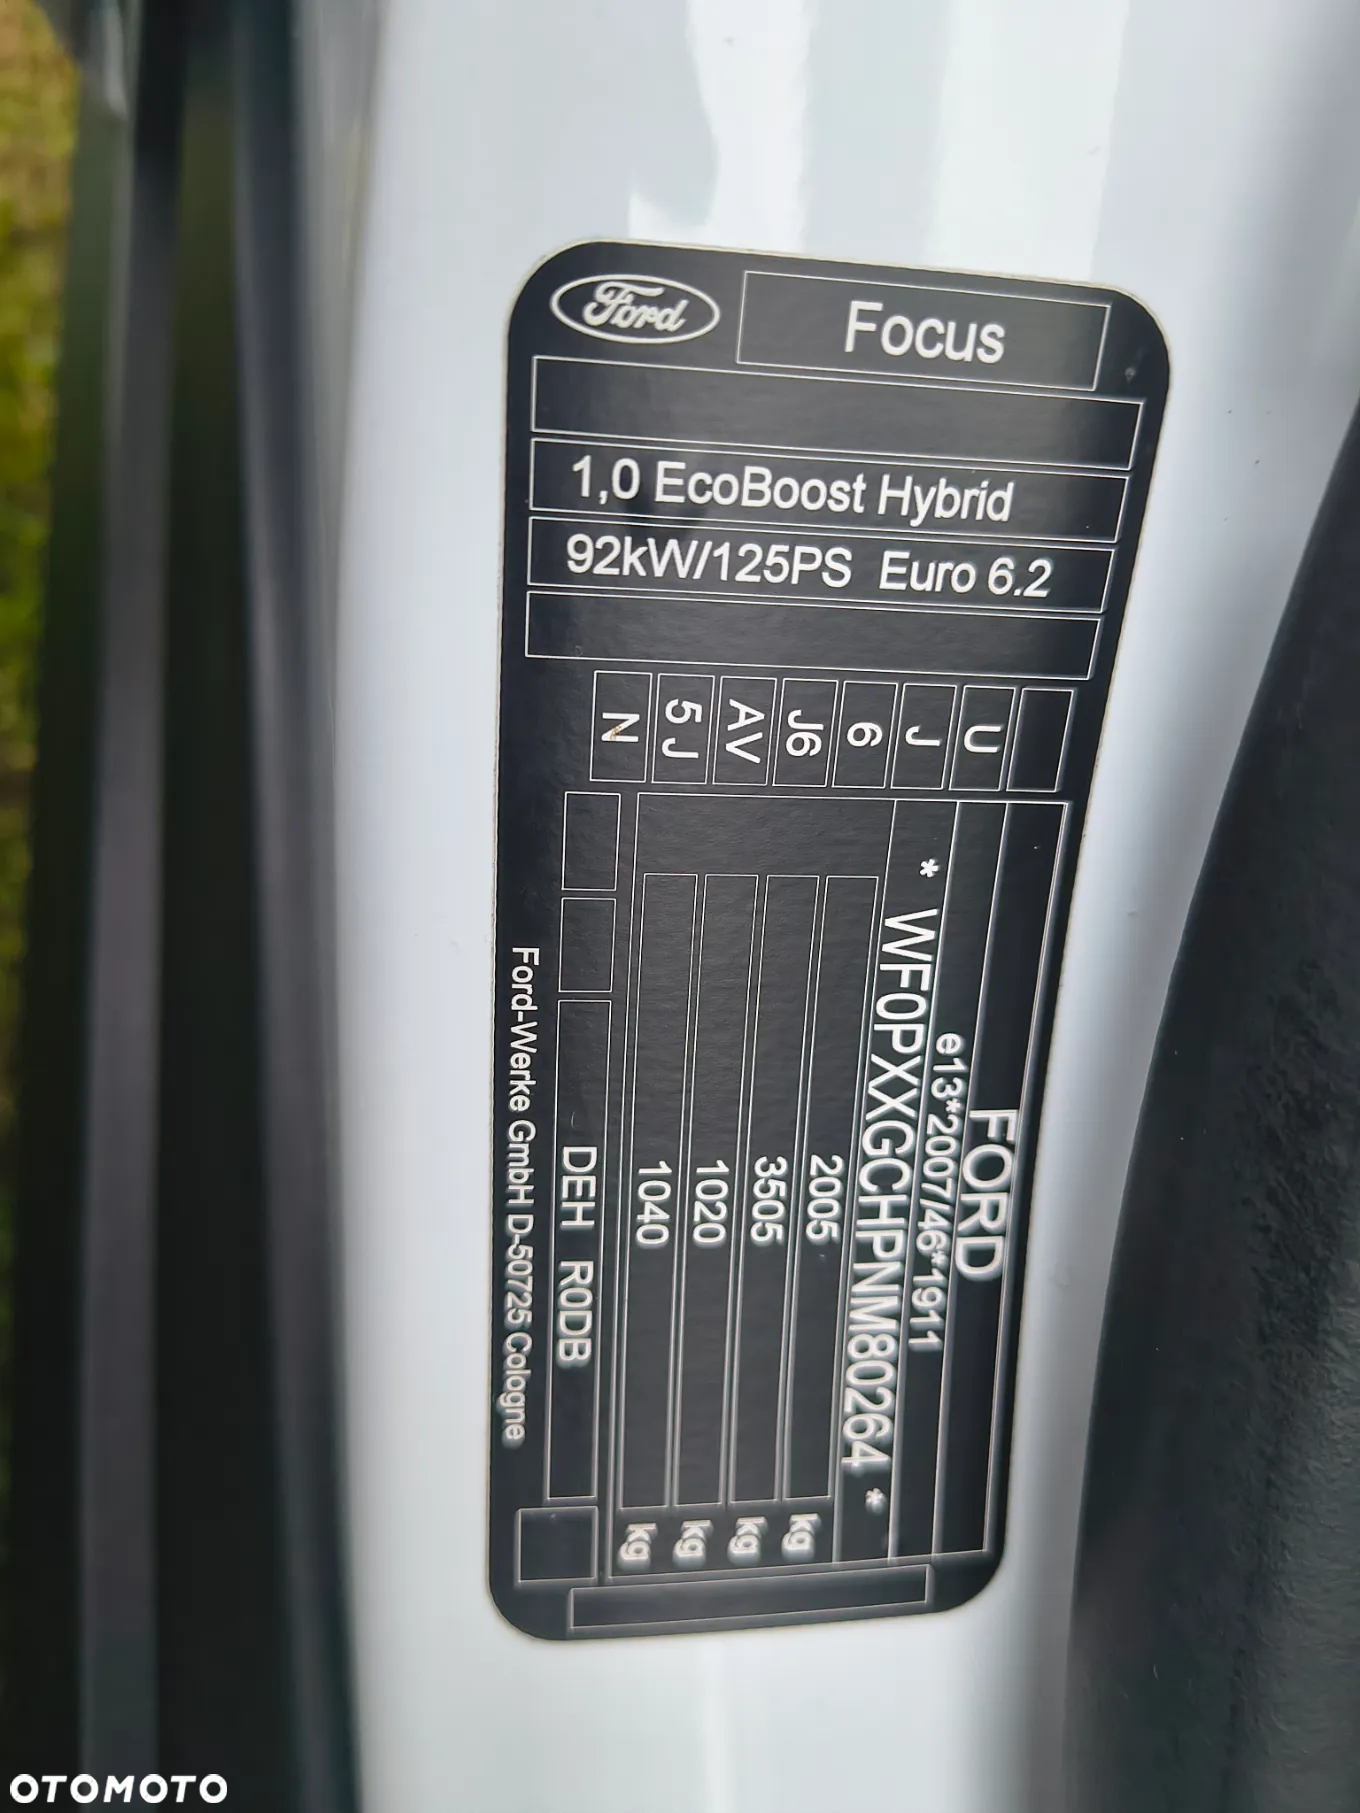 Ford
Focus
1,0 EcoBoost Hybrid
92kW/125PS Euro 6.2
U
J
6
J6
AV
5J
N
FORD
e13*2007/46*1911
* WF0PXXGCHPNM80264 *
2005 kg
3505 kg
1020 kg
1040 kg
DEH R0DB
Ford-Werke GmbH D-50725 Cologne
OTOMOTO